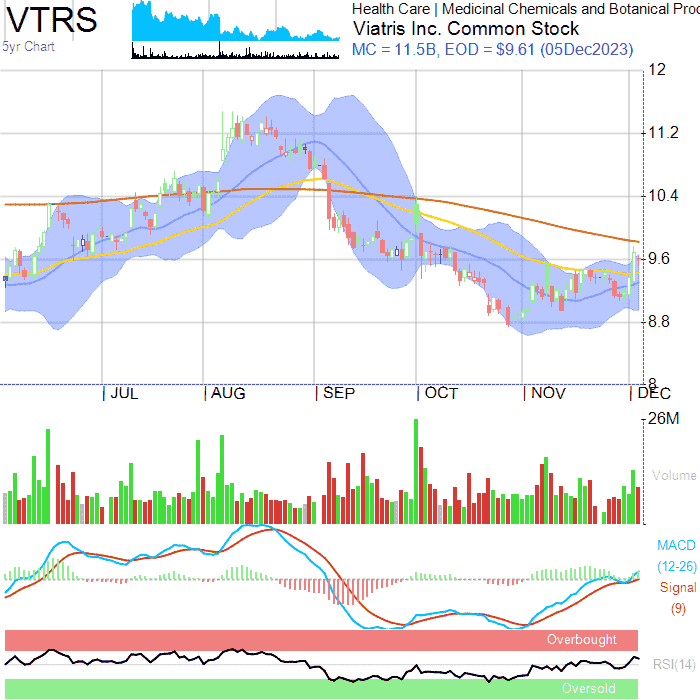 VTRS
5yr Chart
Health Care | Medicinal Chemicals and Botanical Pro
Viatris Inc. Common Stock
MC = 11.5B, EOD = $9.61 (05Dec2023)
12
11.2
10.4
9.6
8.8
8
JUL AUG SEP OCT NOV DEC
26M
Volume
MACD
(12-26)
Signal
(9)
Overbought
RSI(14)
Oversold